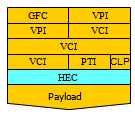 GFC VPI
VPI VCI
VCI
VCI PTI CLP
HEC
Payload